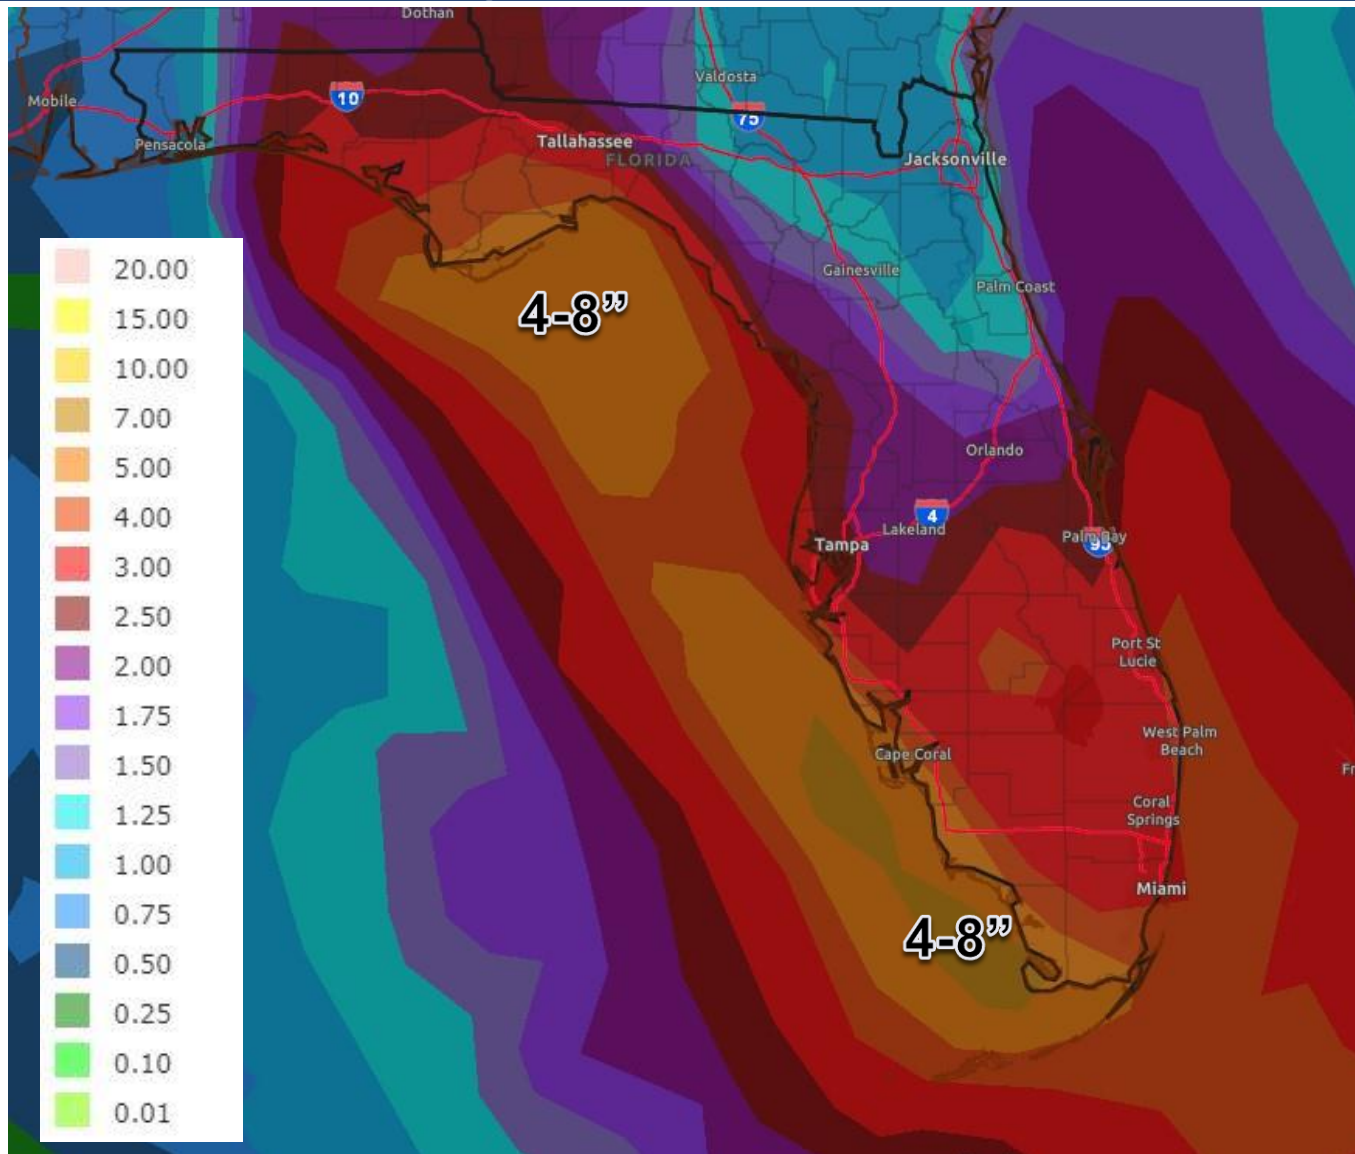 Dothan
Valdosta
Mobile
10
75
Pensacola
Tallahassee
FLORIDA
Jacksonville
Gainesville
Palm Coast
20.00
15.00
10.00
7.00
5.00
4.00
3.00
2.50
2.00
1.75
1.50
1.25
1.00
0.75
0.50
0.25
0.10
0.01
4-8”
Orlando
4
Lakeland
Tampa
Palm Bay
95
Port St
Lucie
West Palm
Beach
Cape Coral
Fr
Coral
Springs
Miami
4-8”